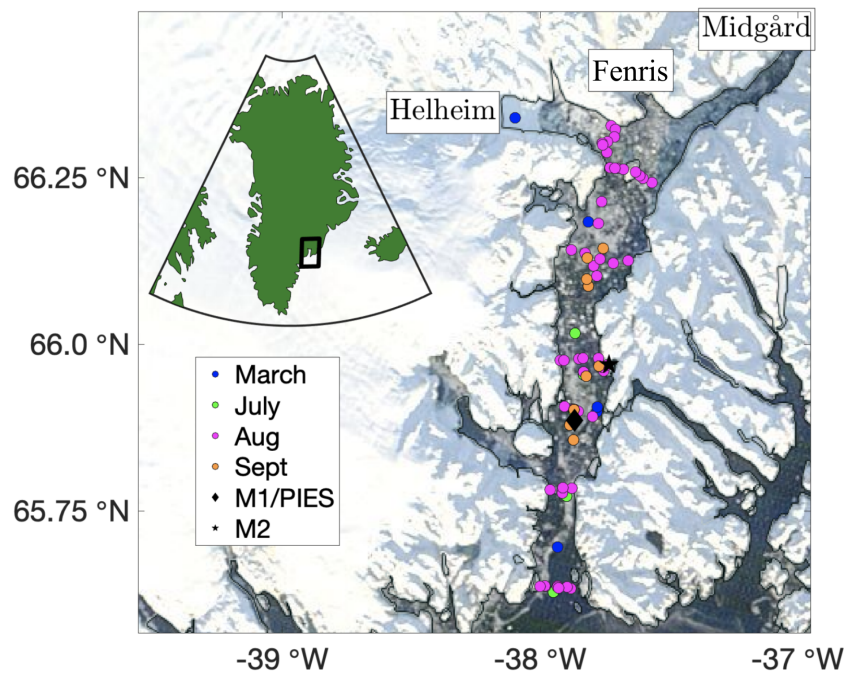 Midgård
Fenris
Helheim
66.25 °N
66.0 °N
65.75 °N
March
July
Aug
Sept
M1/PIES
M2
-39 °W
-38 °W
-37 °W